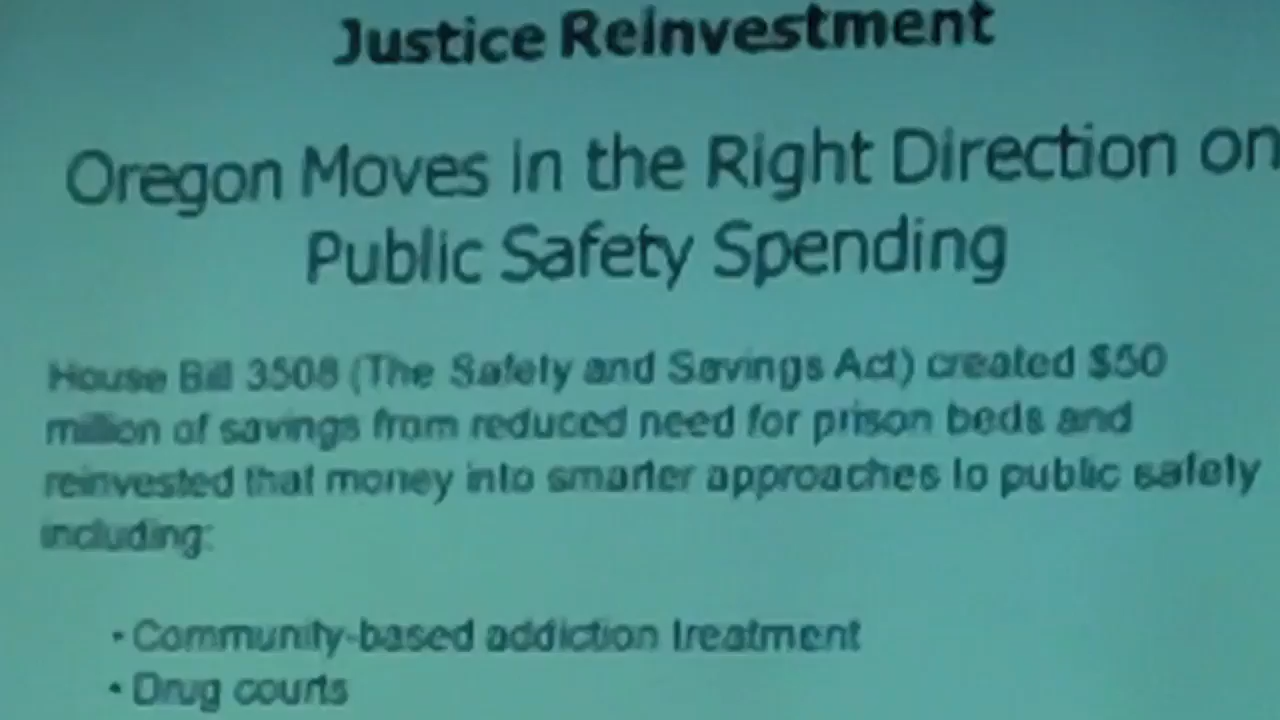 Justice Reinvestment
Oregon Moves in the Right Direction on
Public Safety Spending
House Bill 3508 (The Safety and Savings Act) created $50
million of savings from reduced need for prison beds and
reinvested that money into smarter approaches to public safety
including:
• Community-based addiction treatment
• Drug courts